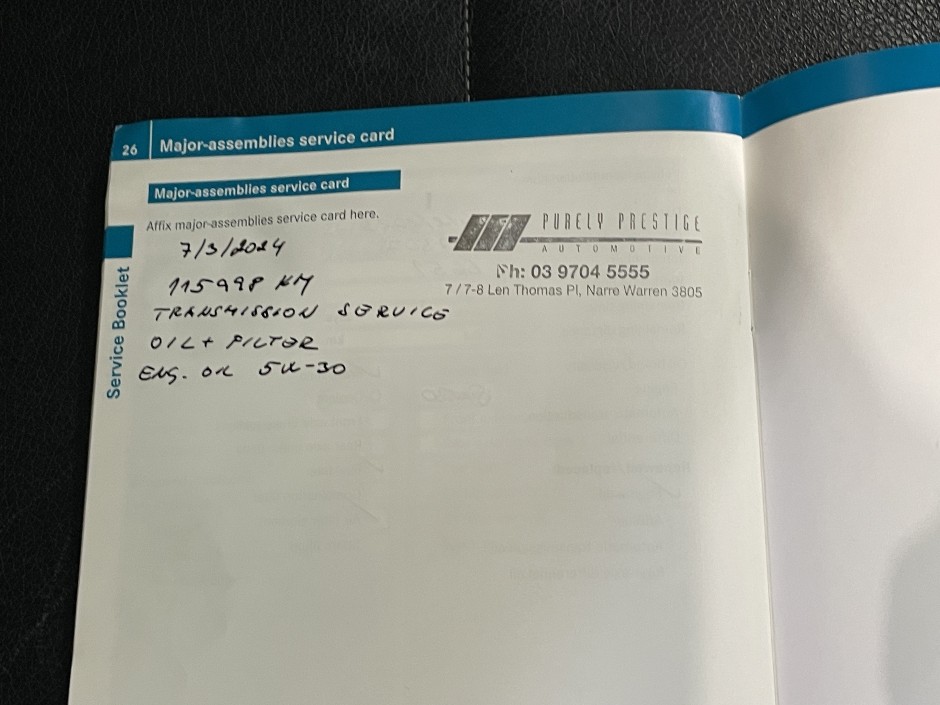 26 Major-assemblies service card
Major-assemblies service card
Affix major-assemblies service card here.
7/3/2024
115998 KM
TRANSMISSION SERVICE
OIL + FILTER
ENG. OIL 5W-30
PURELY PRESTIGE
AUTOMOTIVE
Ph: 03 9704 5555
7/7-8 Len Thomas Pl, Narre Warren 3805
Service Booklet